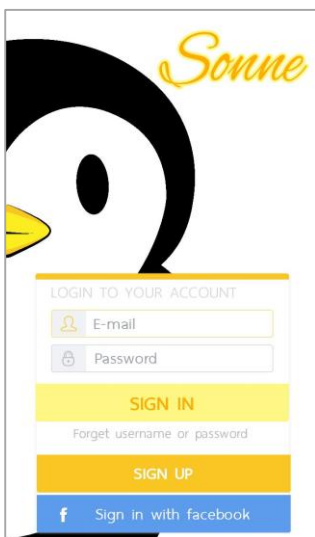 Sonne
LOGIN TO YOUR ACCOUNT
E-mail
Password
SIGN IN
Forget username or password
SIGN UP
f Sign in with facebook